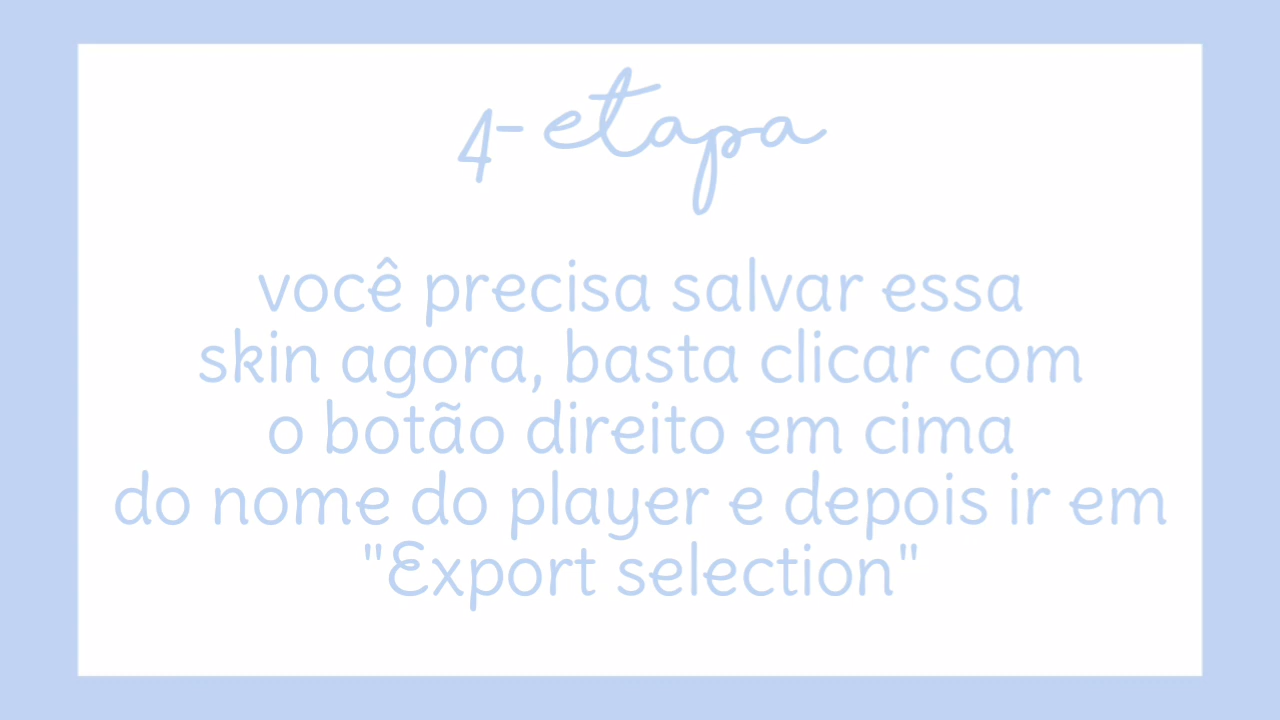 4- etapa
você precisa salvar essa
skin agora, basta clicar com
o botão direito em cima
do nome do player e depois ir em
"Export selection"